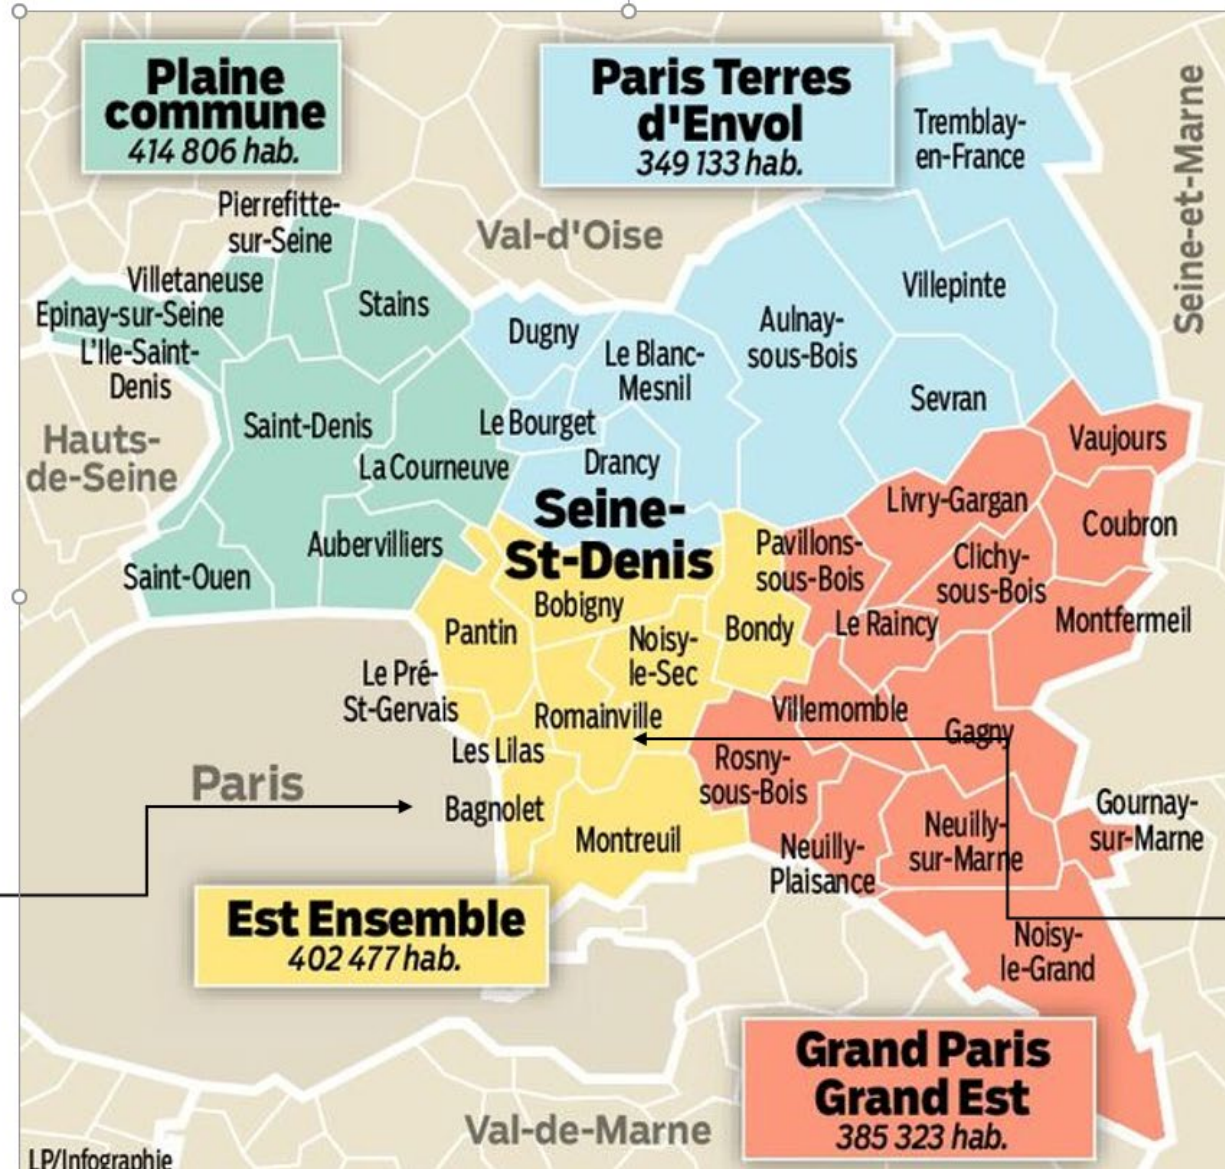 Plaine
commune
414 806 hab.
Paris Terres
d'Envol
349 133 hab.
Tremblay-
en-France
Seine-et-Marne
Pierrefitte-
sur-Seine
Val-d'Oise
Villetaneuse
Epinay-sur-Seine
Stains
Villepinte
L'Ile-Saint-
Denis
Dugny
Le Blanc-
Mesnil
Aulnay-
sous-Bois
Sevran
Hauts-
de-Seine
Saint-Denis
Le Bourget
Vaujours
La Courneuve
Drancy
Livry-Gargan
Coubron
Seine-
St-Denis
Aubervilliers
Pavillons-
sous-Bois
Clichy-
sous-Bois
Saint-Ouen
Bobigny
Pantin
Noisy-
le-Sec
Bondy
Le Raincy
Montfermeil
Le Pré-
St-Gervais
Romainville
Villemomble
Gagny
Les Lilas
Rosny-
sous-Bois
Paris
Bagnolet
Montreuil
Neuilly-
Plaisance
Neuilly-
sur-Marne
Gournay-
sur-Marne
Est Ensemble
402 477 hab.
Noisy-
le-Grand
Grand Paris
Grand Est
385 323 hab.
Val-de-Marne
LP/Infographie